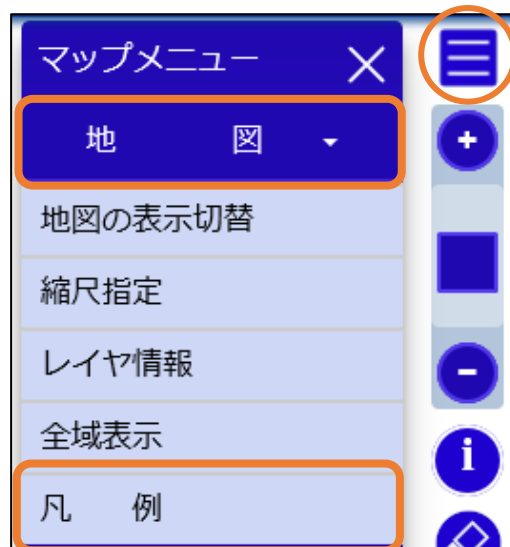 マップメニュー
地　　図
地図の表示切替
縮尺指定
レイヤ情報
全域表示
凡　例
i